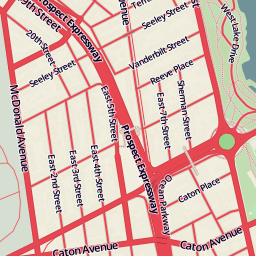 19th Street
Prospect Expressway
Avenue
Seeley Street
West Lake Drive
20th Street
Vanderbilt Street
Seeley Street
Reeve Place
McDonald Avenue
East 5th Street
Sherman Street
East 7th Street
Prospect Expressway
East 2nd Street
East 3rd Street
East 4th Street
Caton Place
Ocean Parkway
Caton Avenue
Caton Avenue